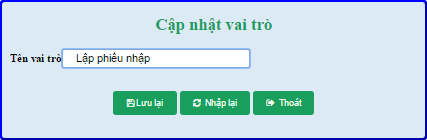 Cập nhật vai trò
Tên vai trò Lập phiếu nhập
Lưu lại Nhập lại Thoát